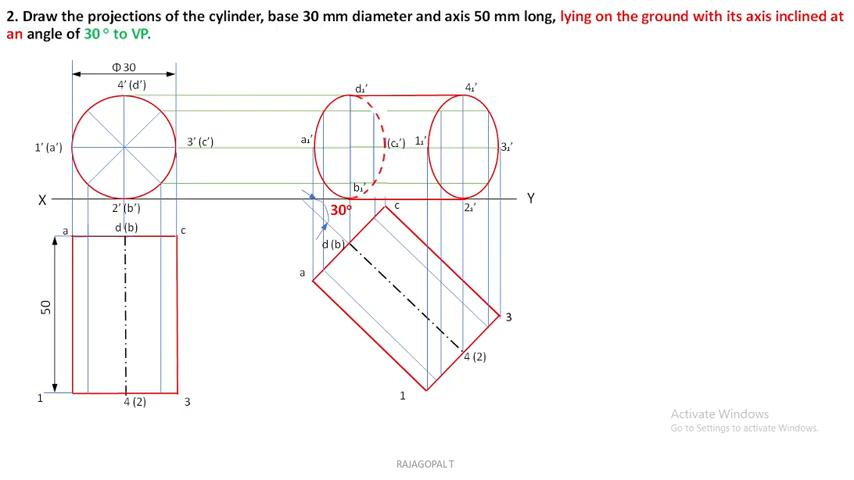 2. Draw the projections of the cylinder, base 30 mm diameter and axis 50 mm long, lying on the ground with its axis inclined at
an angle of 30° to VP.
Φ30
4' (d')
d₁'
4₁'
1' (a')
3' (c')
a₁'
(c₁')
1₁'
3₁'
b₁'
X
Y
2' (b')
30°
c
2₁'
a
d (b)
c
d (b)
a
50
3
4 (2)
1
4 (2)
3
1
Activate Windows
Go to Settings to activate Windows.
RAJAGOPAL T